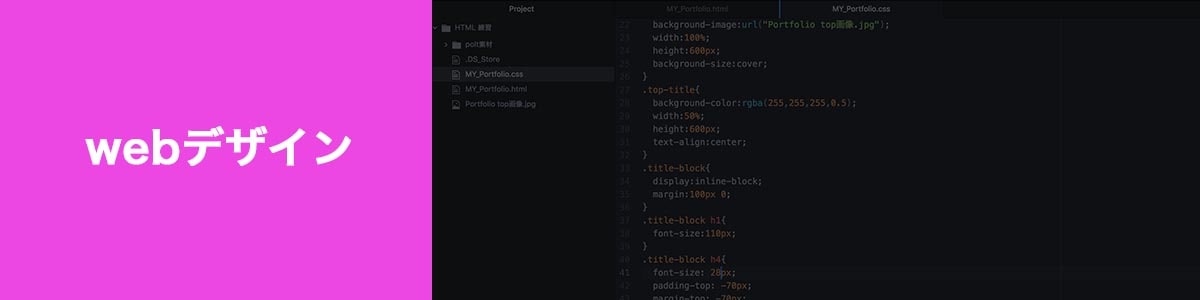 webデザイン
Project
HTML 練習
polt素材
.DS_Store
MY_Portfolio.css
MY_Portfolio.html
Portfolio top画像.jpg
MY_Portfolio.html
MY_Portfolio.css
22 background-image:url("Portfolio top画像.jpg");
23 width:100%;
24 height:600px;
25 background-size:cover;
26 }
27 .top-title{
28 background-color:rgba(255,255,255,0.5);
29 width:50%;
30 height:600px;
31 text-align:center;
32 }
33 .title-block{
34 display:inline-block;
35 margin:100px 0;
36 }
37 .title-block h1{
38 font-size:110px;
39 }
40 .title-block h4{
41 font-size: 28px;
42 padding-top: -70px;
margin-top: -70px;